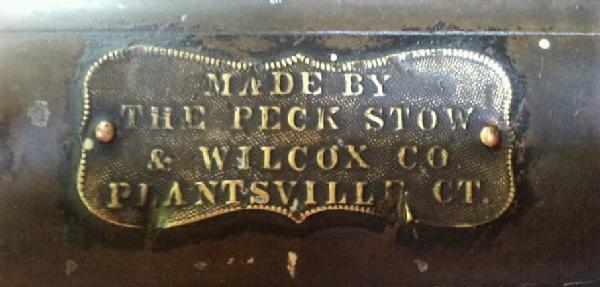 MADE BY
THE PECK STOW
& WILCOX CO
PLANTSVILLE CT.